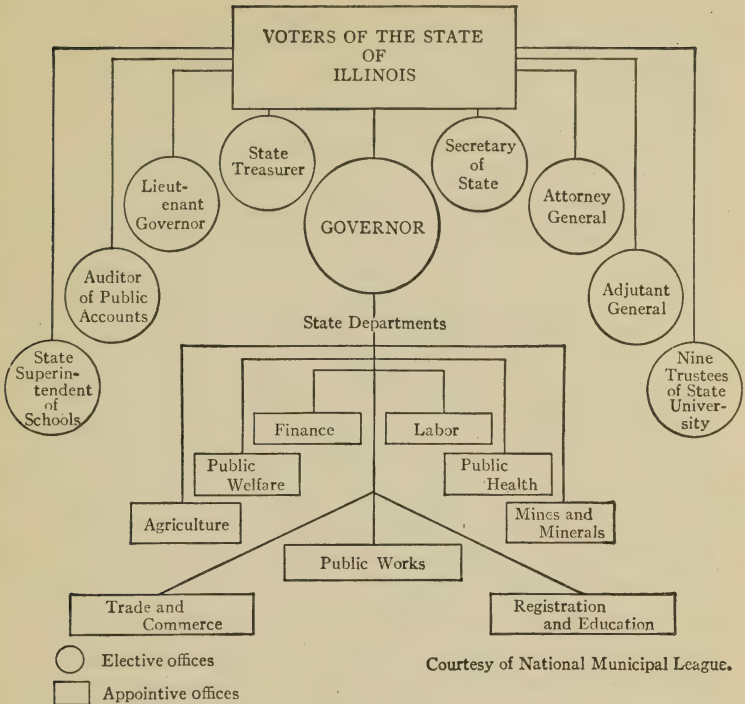 VOTERS OF THE STATE
OF
ILLINOIS
State
Treasurer
Secretary
of
State
Lieut-
enant
Governor
GOVERNOR
Attorney
General
Auditor
of Public
Accounts
Adjutant
General
State Departments
State
Superin-
tendent
of
Schools
Nine
Trustees
of State
Univer-
sity
Finance
Labor
Public
Welfare
Public
Health
Agriculture
Mines and
Minerals
Public Works
Trade and
Commerce
Registration
and Education
Elective offices
Courtesy of National Municipal League.
Appointive offices